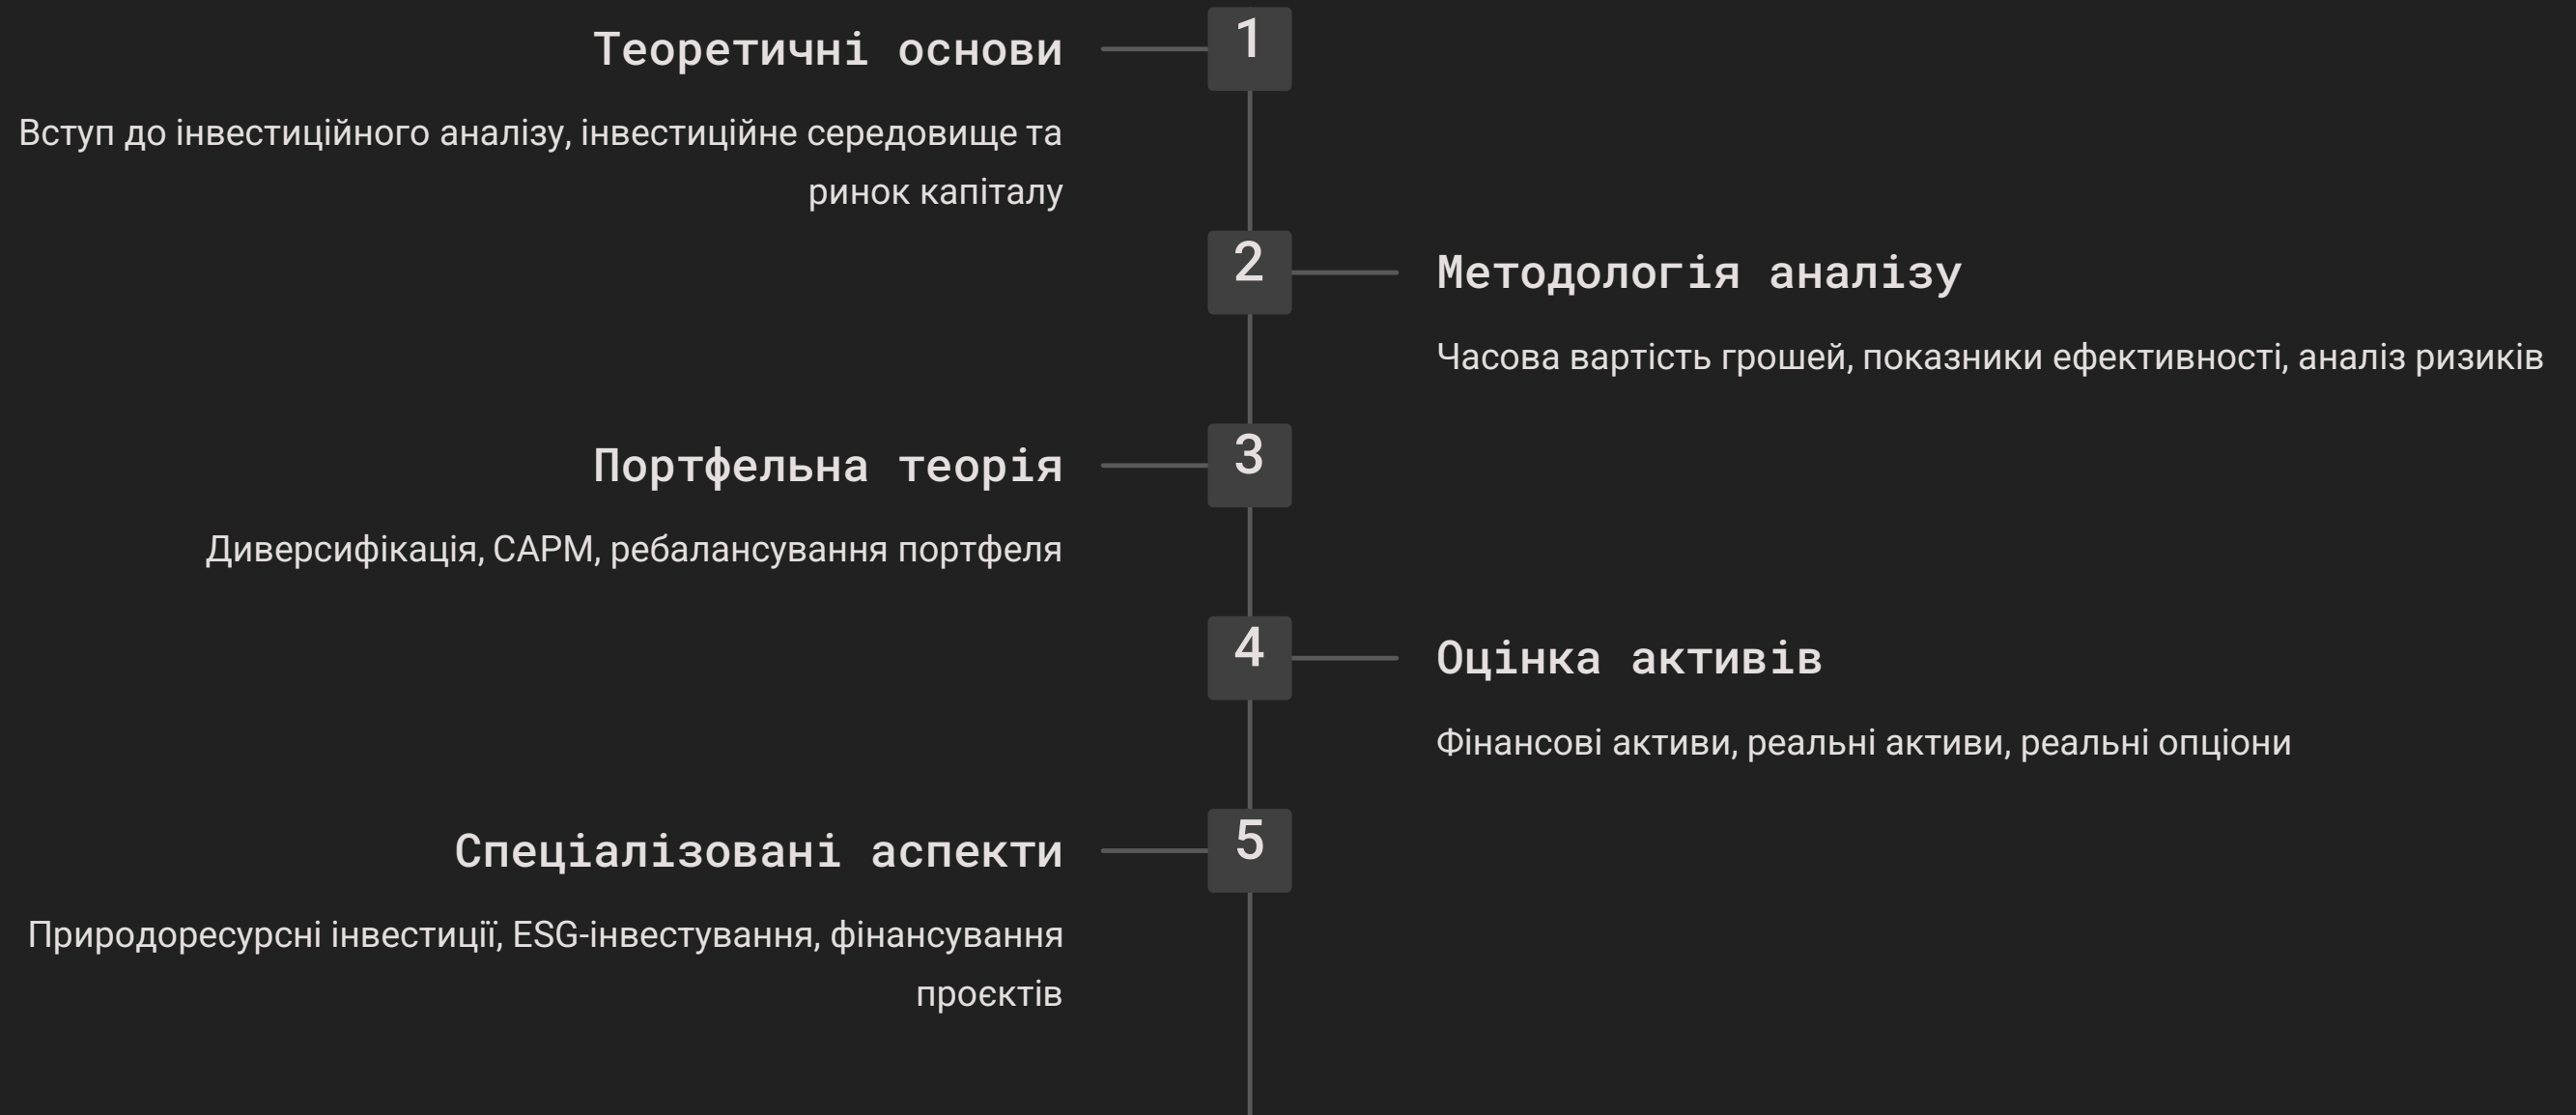 1
Теоретичні основи
Вступ до інвестиційного аналізу, інвестиційне середовище та
ринок капіталу
2
Методологія аналізу
Часова вартість грошей, показники ефективності, аналіз ризиків
3
Портфельна теорія
Диверсифікація, CAPM, ребалансування портфеля
4
Оцінка активів
Фінансові активи, реальні активи, реальні опціони
5
Спеціалізовані аспекти
Природоресурсні інвестиції, ESG-інвестування, фінансування
проєктів